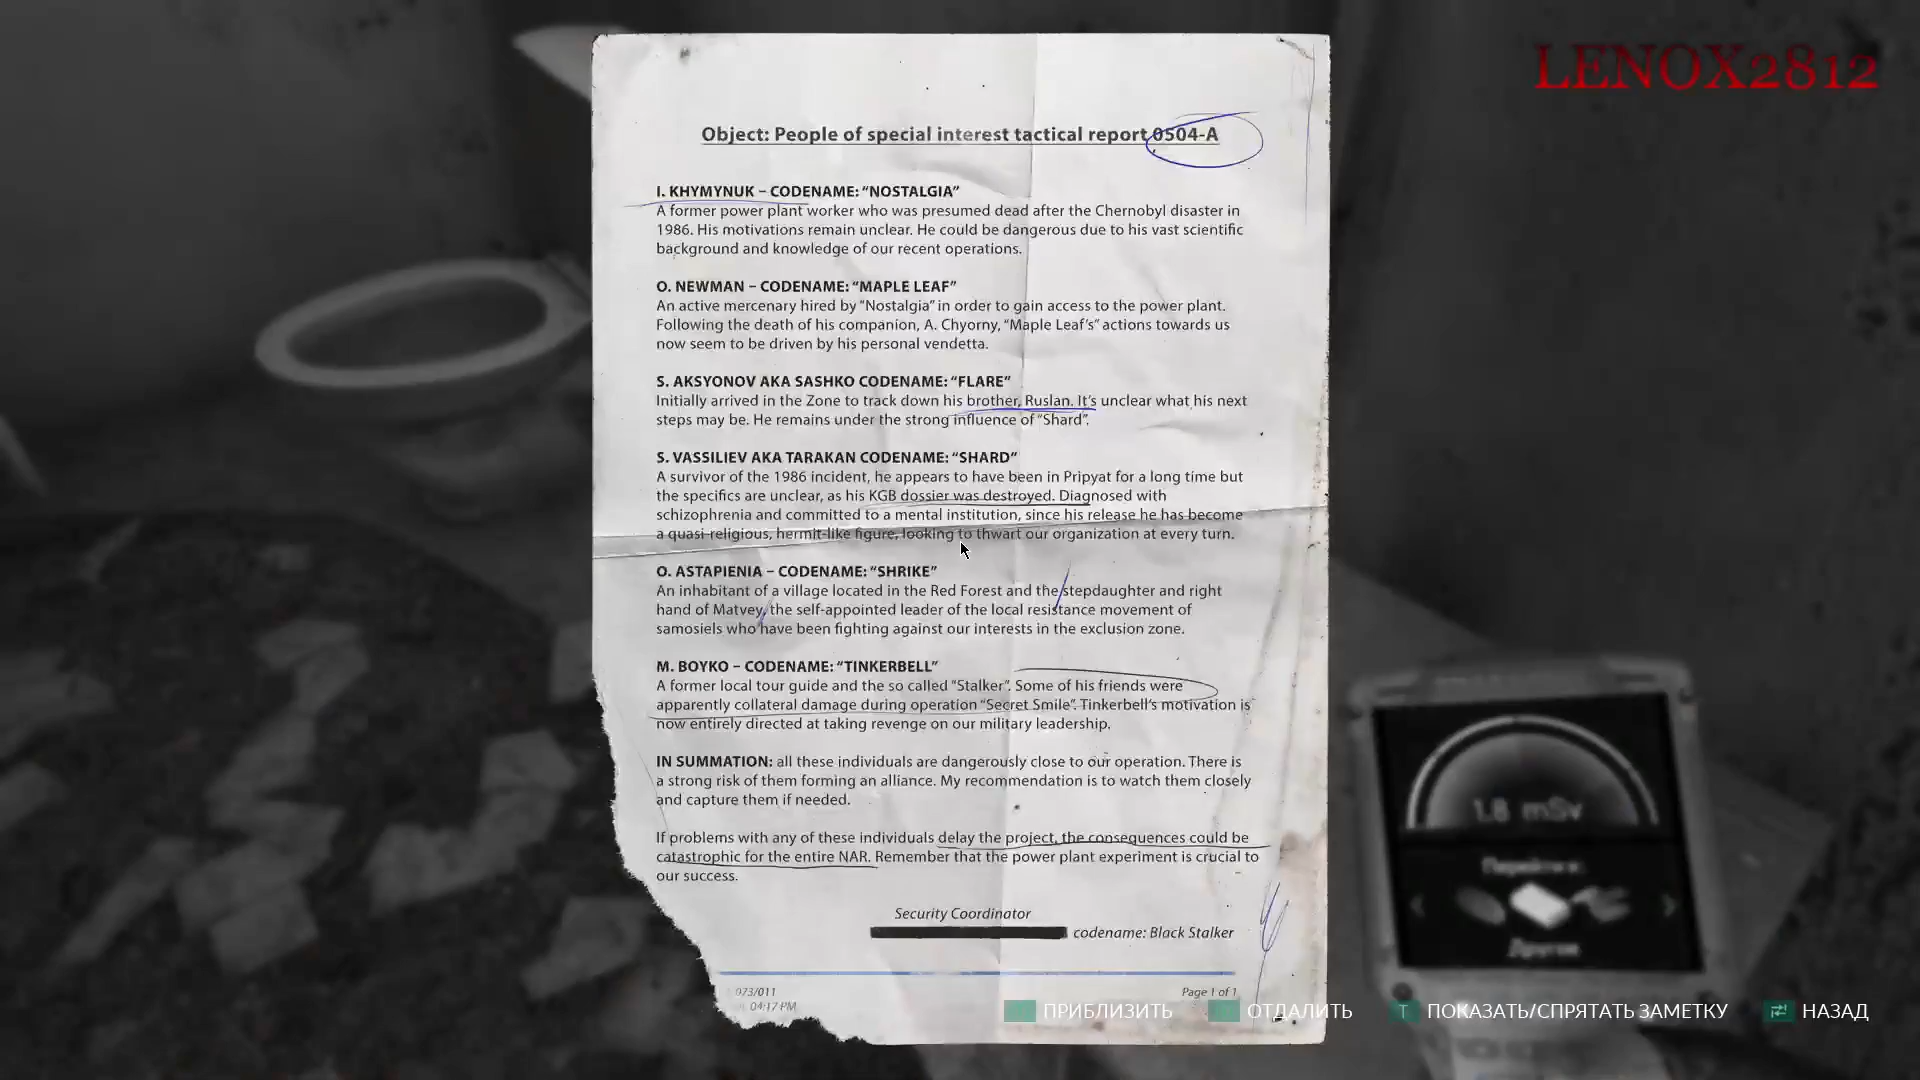 LENOX2812
Object: People of special interest tactical report 0504-A
I. KHYMYNUK – CODENAME: “NOSTALGIA”
A former power plant worker who was presumed dead after the Chernobyl disaster in
1986. His motivations remain unclear. He could be dangerous due to his vast scientific
background and knowledge of our recent operations.
O. NEWMAN – CODENAME: “MAPLE LEAF”
An active mercenary hired by “Nostalgia” in order to gain access to the power plant.
Following the death of his companion, A. Chyorny, “Maple Leaf’s” actions towards us
now seem to be driven by his personal vendetta.
S. AKSYONOV AKA SASHKO CODENAME: “FLARE”
Initially arrived in the Zone to track down his brother, Ruslan. It’s unclear what his next
steps may be. He remains under the strong influence of “Shard”.
S. VASSILIEV AKA TARAKAN CODENAME: “SHARD”
A survivor of the 1986 incident, he appears to have been in Pripyat for a long time but
the specifics are unclear, as his KGB dossier was destroyed. Diagnosed with
schizophrenia and committed to a mental institution, since his release he has become
a quasi-religious, hermit-like figure, looking to thwart our organization at every turn.
O. ASTAPIENIA – CODENAME: “SHRIKE”
An inhabitant of a village located in the Red Forest and the stepdaughter and right
hand of Matvey, the self-appointed leader of the local resistance movement of
samosiels who have been fighting against our interests in the exclusion zone.
M. BOYKO – CODENAME: “TINKERBELL”
A former local tour guide and the so called “Stalker”. Some of his friends were
apparently collateral damage during operation “Secret Smile”. Tinkerbell’s motivation is
now entirely directed at taking revenge on our military leadership.
IN SUMMATION: all these individuals are dangerously close to our operation. There is
a strong risk of them forming an alliance. My recommendation is to watch them closely
and capture them if needed.
If problems with any of these individuals delay the project, the consequences could be
catastrophic for the entire NAR. Remember that the power plant experiment is crucial to
our success.
Security Coordinator
codename: Black Stalker
073/011
Page 1 of 1
04:17 PM
1.8 mSv
Перейти к:
Другое
ПРИБЛИЗИТЬ
ОТДАЛИТЬ
T ПОКАЗАТЬ/СПРЯТАТЬ ЗАМЕТКУ
НАЗАД